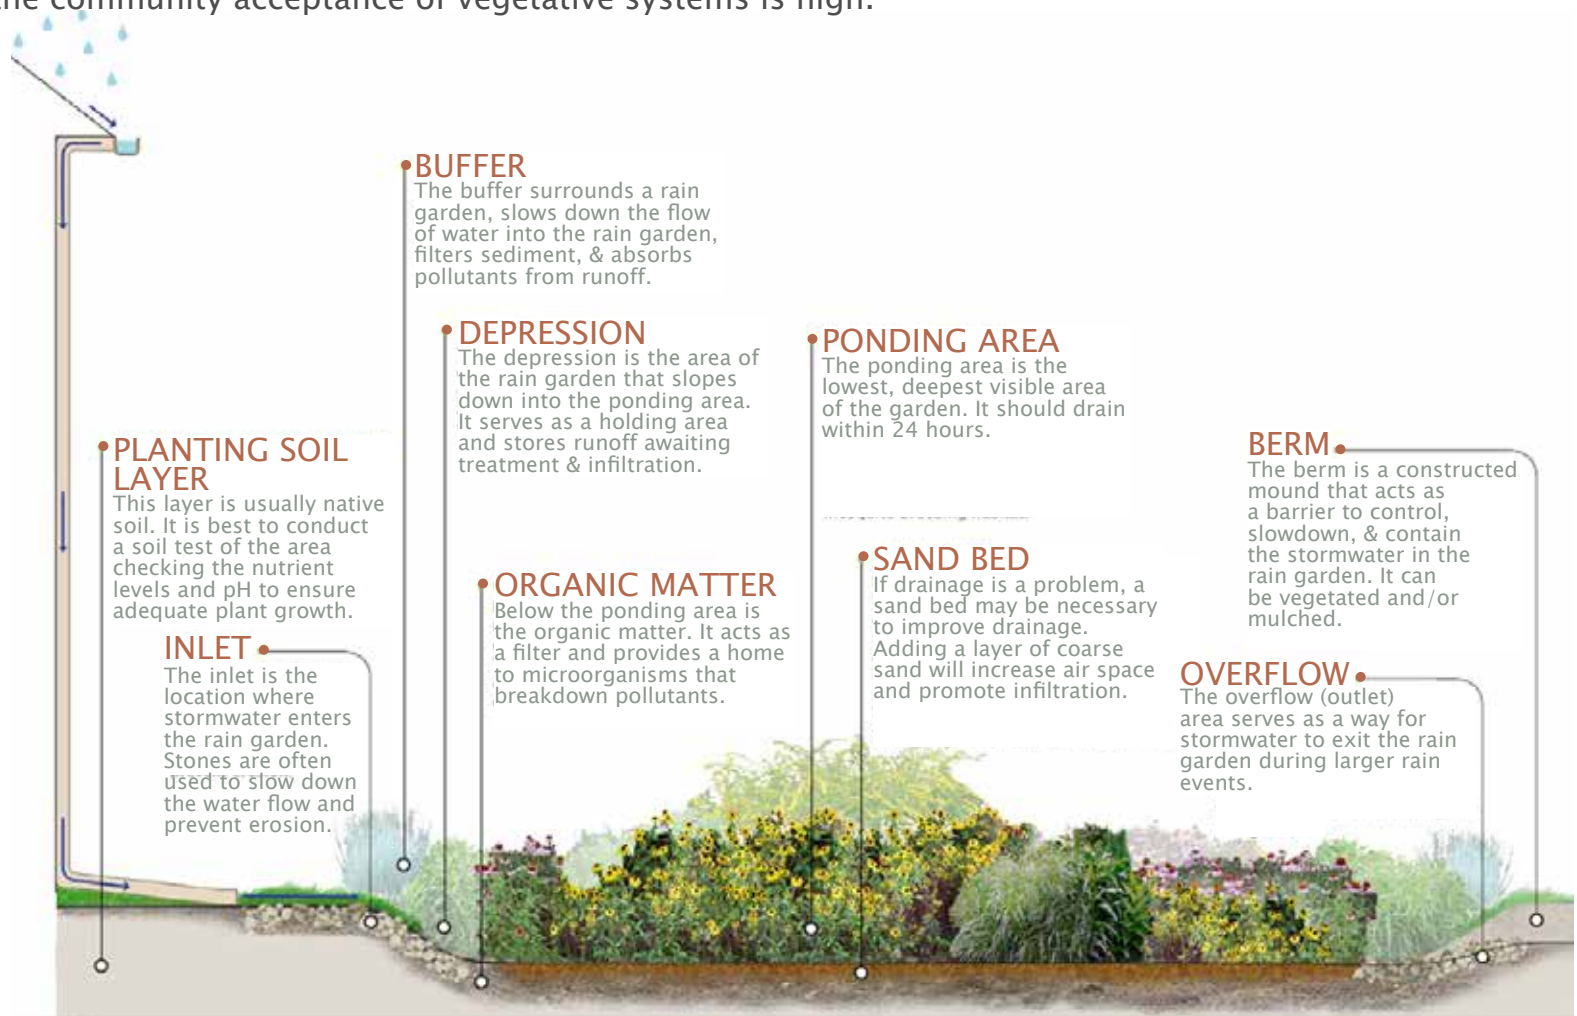 the community acceptance of vegetative systems is high.
BUFFER
The buffer surrounds a rain
garden, slows down the flow
of water into the rain garden,
filters sediment, & absorbs
pollutants from runoff.
DEPRESSION
The depression is the area of
the rain garden that slopes
down into the ponding area.
It serves as a holding area
and stores runoff awaiting
treatment & infiltration.
PONDING AREA
The ponding area is the
lowest, deepest visible area
of the garden. It should drain
within 24 hours.
PLANTING SOIL
LAYER
This layer is usually native
soil. It is best to conduct
a soil test of the area
checking the nutrient
levels and pH to ensure
adequate plant growth.
BERM
The berm is a constructed
mound that acts as
a barrier to control,
slowdown, & contain
the stormwater in the
rain garden. It can
be vegetated and/or
mulched.
ORGANIC MATTER
Below the ponding area is
the organic matter. It acts as
a filter and provides a home
to microorganisms that
breakdown pollutants.
SAND BED
If drainage is a problem, a
sand bed may be necessary
to improve drainage.
Adding a layer of coarse
sand will increase air space
and promote infiltration.
INLET
The inlet is the
location where
stormwater enters
the rain garden.
Stones are often
used to slow down
the water flow and
prevent erosion.
OVERFLOW
The overflow (outlet)
area serves as a way for
stormwater to exit the rain
garden during larger rain
events.